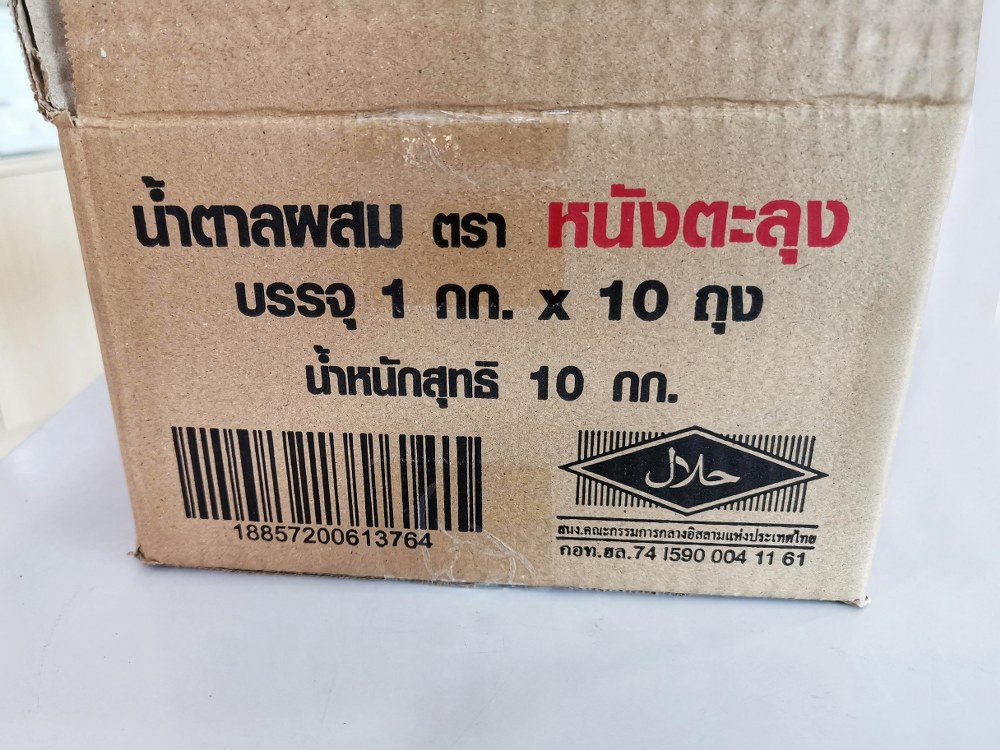 น้ำตาลผสม ตรา หนังตะลุง
บรรจุ 1 กก. x 10 ถุง
น้ำหนักสุทธิ 10 กก.
18857200613764
حلال
สนง.คณะกรรมการกลางอิสลามแห่งประเทศไทย
กอท.ฮล.74 I590 004 11 61